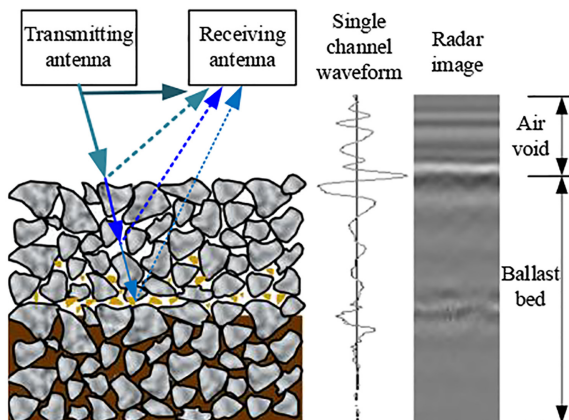 Transmitting
antenna
Receiving
antenna
Single
channel
waveform
Radar
image
Air
void
Ballast
bed